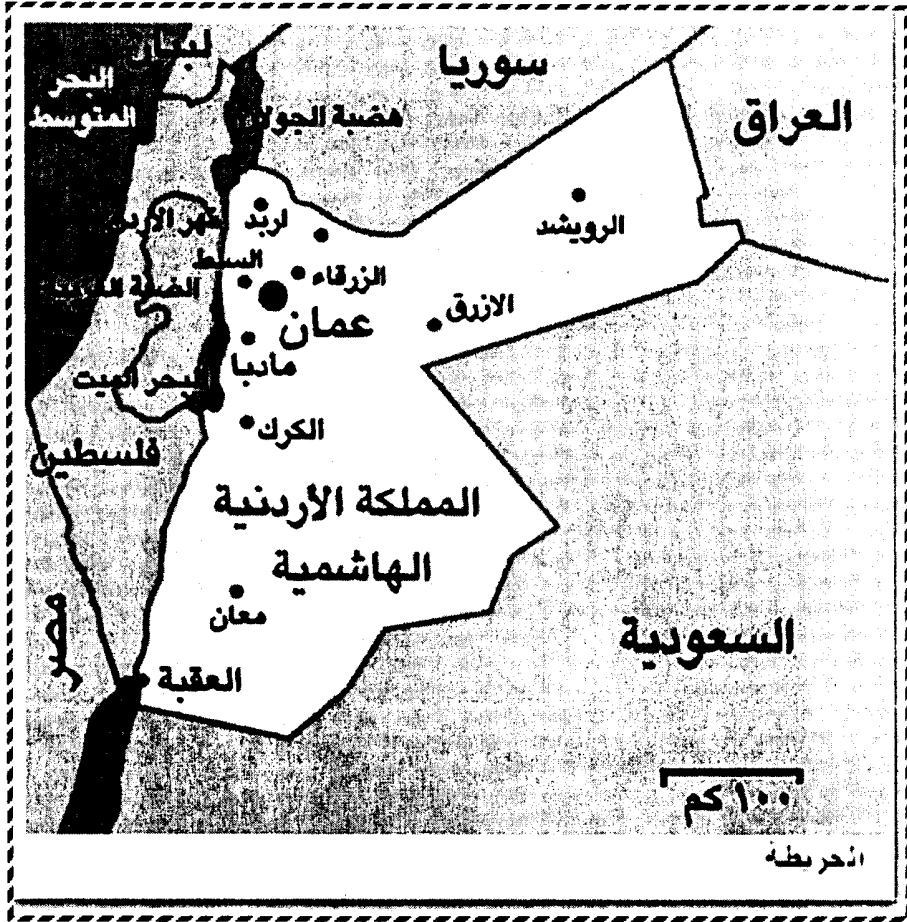 لبنان
سوريا
العراق
البحر
المتوسط
هضبة الجولان
اربد
نهر الاردن
الرويشد
السلط
الزرقاء
الضفة الغربية
الازرق
عمان
مادبا
البحر الميت
الكرك
فلسطين
المملكة الأردنية
الهاشمية
مصر
معان
السعودية
العقبة
١٠٠ كم
الخريطة